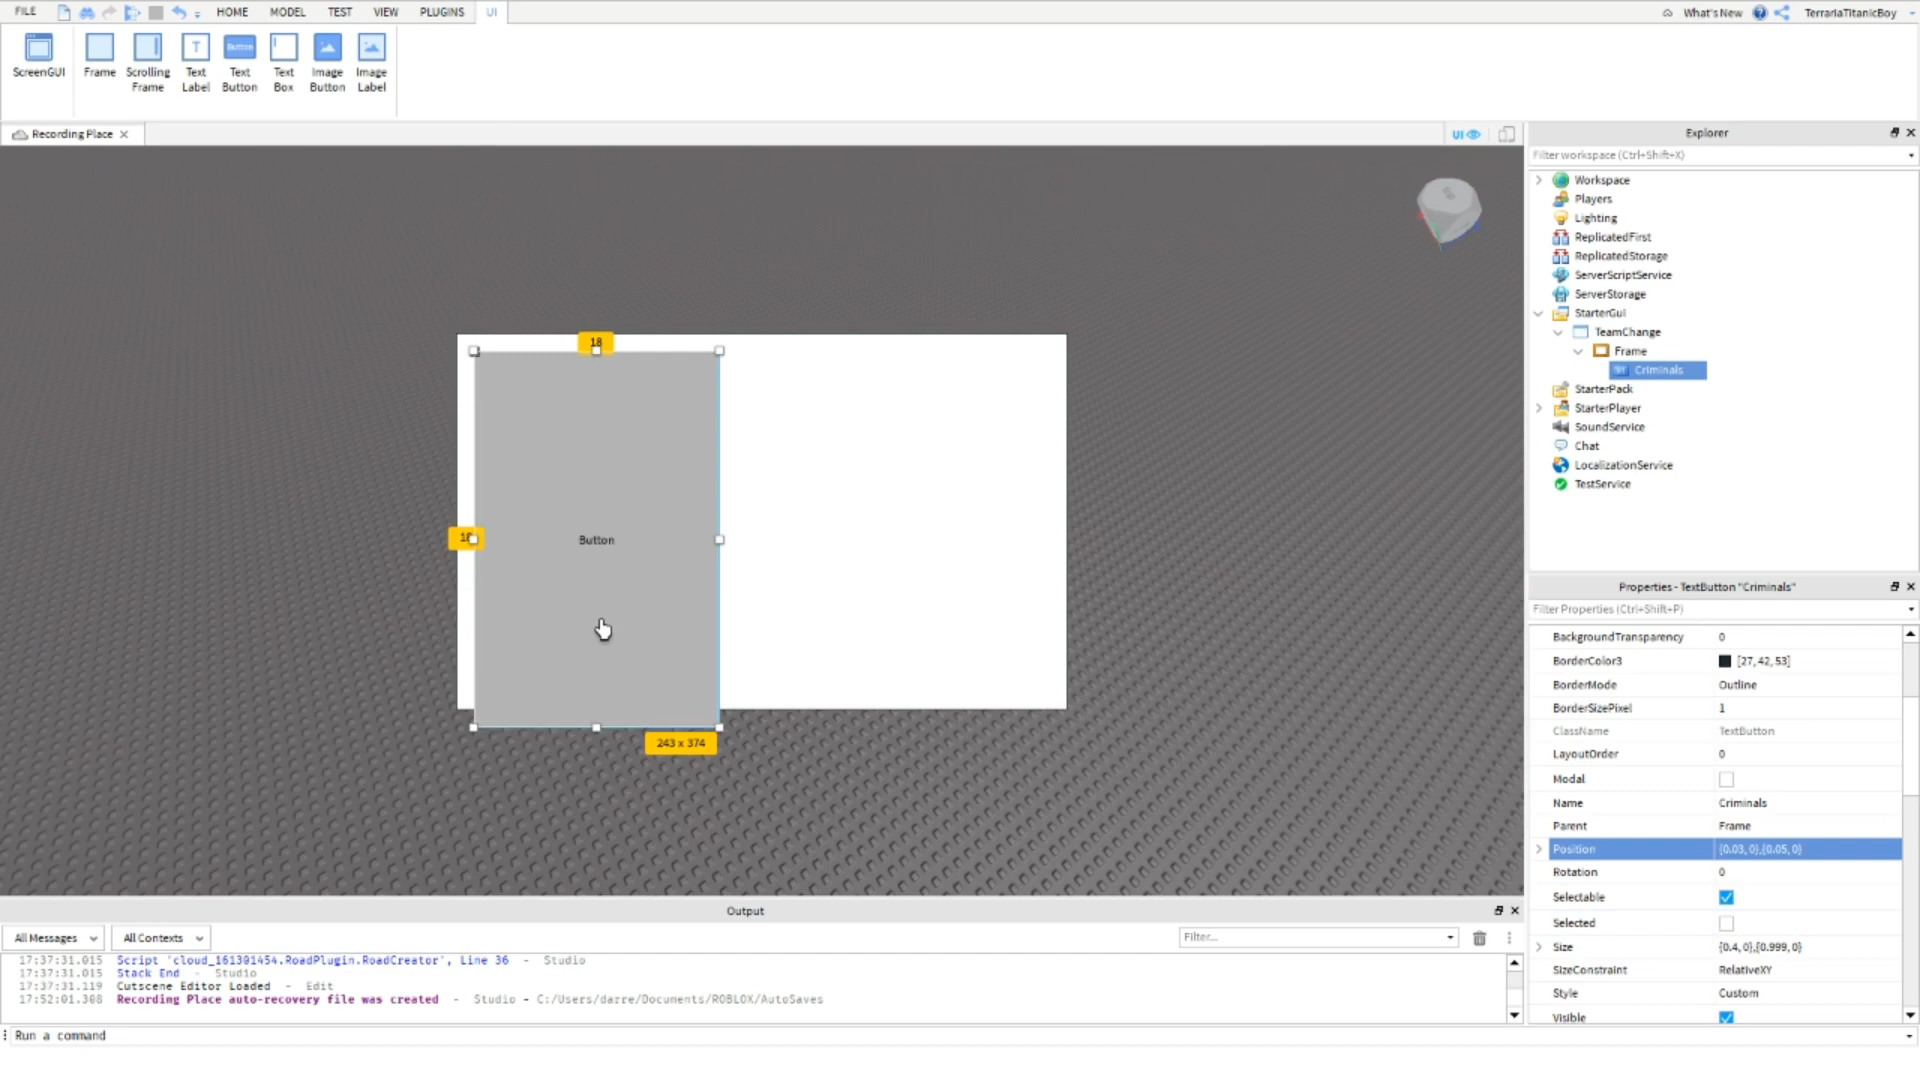 FILE HOME MODEL TEST VIEW PLUGINS UI What's New TerrariaTitanicBoy
ScreenGUI Frame Scrolling Frame Text Label Text Button Text Box Image Button Image Label
Button
T
Recording Place
UI
Explorer
Filter workspace (Ctrl+Shift+X)
Workspace
Players
Lighting
ReplicatedFirst
ReplicatedStorage
ServerScriptService
ServerStorage
StarterGui
TeamChange
Frame
Criminals
StarterPack
StarterPlayer
SoundService
Chat
LocalizationService
TestService
18
18
Button
243 x 374
Properties - TextButton "Criminals"
Filter Properties (Ctrl+Shift+P)
BackgroundTransparency 0
BorderColor3 [27, 42, 53]
BorderMode Outline
BorderSizePixel 1
ClassName TextButton
LayoutOrder 0
Modal
Name Criminals
Parent Frame
Position {0.03, 0},{0.05, 0}
Rotation 0
Selectable
Selected
Size {0.4, 0},{0.999, 0}
SizeConstraint RelativeXY
Style Custom
Visible
Output
All Messages All Contexts Filter...
17:37:31.015 Script 'cloud_161301454.RoadPlugin.RoadCreator', Line 36 - Studio
17:37:31.015 Stack End - Studio
17:37:31.119 Cutscene Editor Loaded - Edit
17:52:01.308 Recording Place auto-recovery file was created - Studio - C:/Users/darre/Documents/ROBLOX/AutoSaves
Run a command